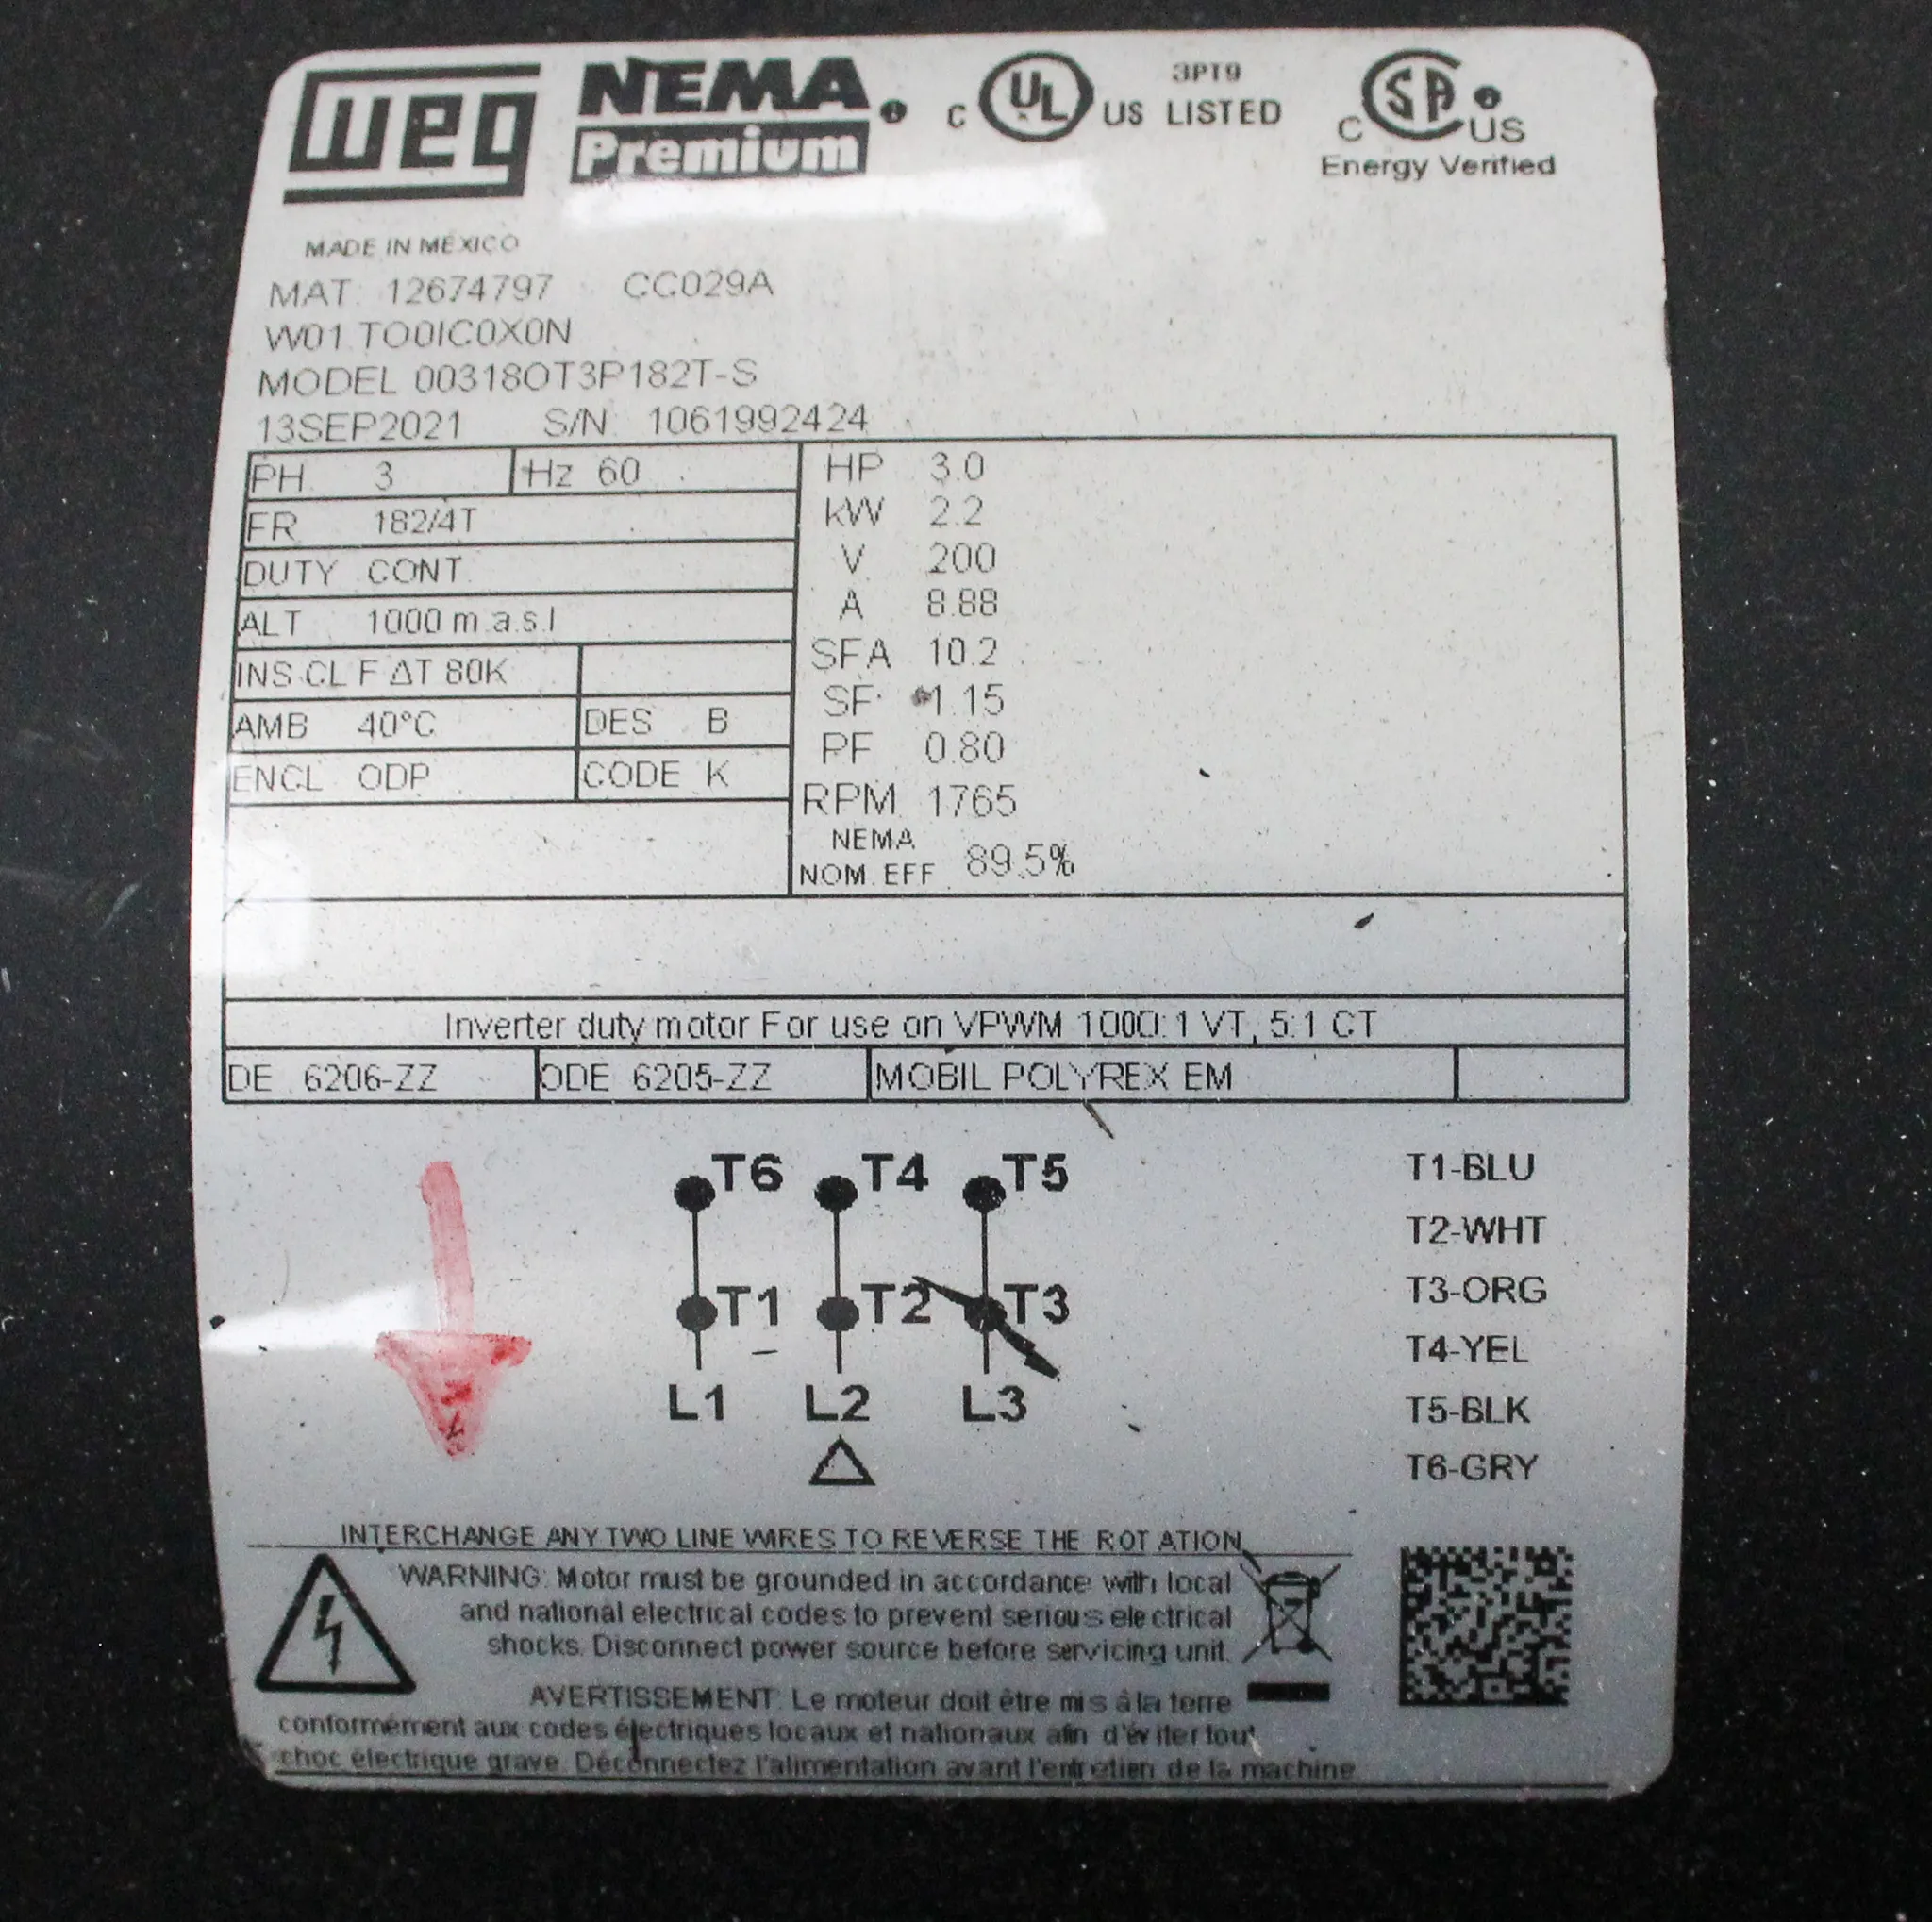 weg NEMA Premium C UL US 3PT9 LISTED C SA US Energy Verified
MADE IN MEXICO
MAT: 12674797 CC029A
W01.TO0IC0X0N
MODEL 00318OT3P182T-S
13SEP2021 S/N: 1061992424
PH 3 Hz 60
FR 182/4T
DUTY CONT.
ALT 1000 m.a.s.l
INS.CL F ΔT 80K
AMB 40°C DES B
ENCL ODP CODE K
HP 3.0
kW 2.2
V 200
A 8.88
SFA 10.2
SF 1.15
PF 0.80
RPM 1765
NEMA
NOM. EFF 89.5%
Inverter duty motor For use on VPWM 1000:1 VT, 5:1 CT
DE 6206-ZZ ODE 6205-ZZ MOBIL POLYREX EM
T6 T4 T5
T1 T2 T3
L1 L2 L3
Δ
T1-BLU
T2-WHT
T3-ORG
T4-YEL
T5-BLK
T6-GRY
INTERCHANGE ANY TWO LINE WIRES TO REVERSE THE ROTATION
WARNING: Motor must be grounded in accordance with local
and national electrical codes to prevent serious electrical
shocks. Disconnect power source before servicing unit.
AVERTISSEMENT: Le moteur doit être mis à la terre
conformément aux codes électriques locaux et nationaux afin d'éviter tout
choc électrique grave. Déconnectez l'alimentation avant l'entretien de la machine